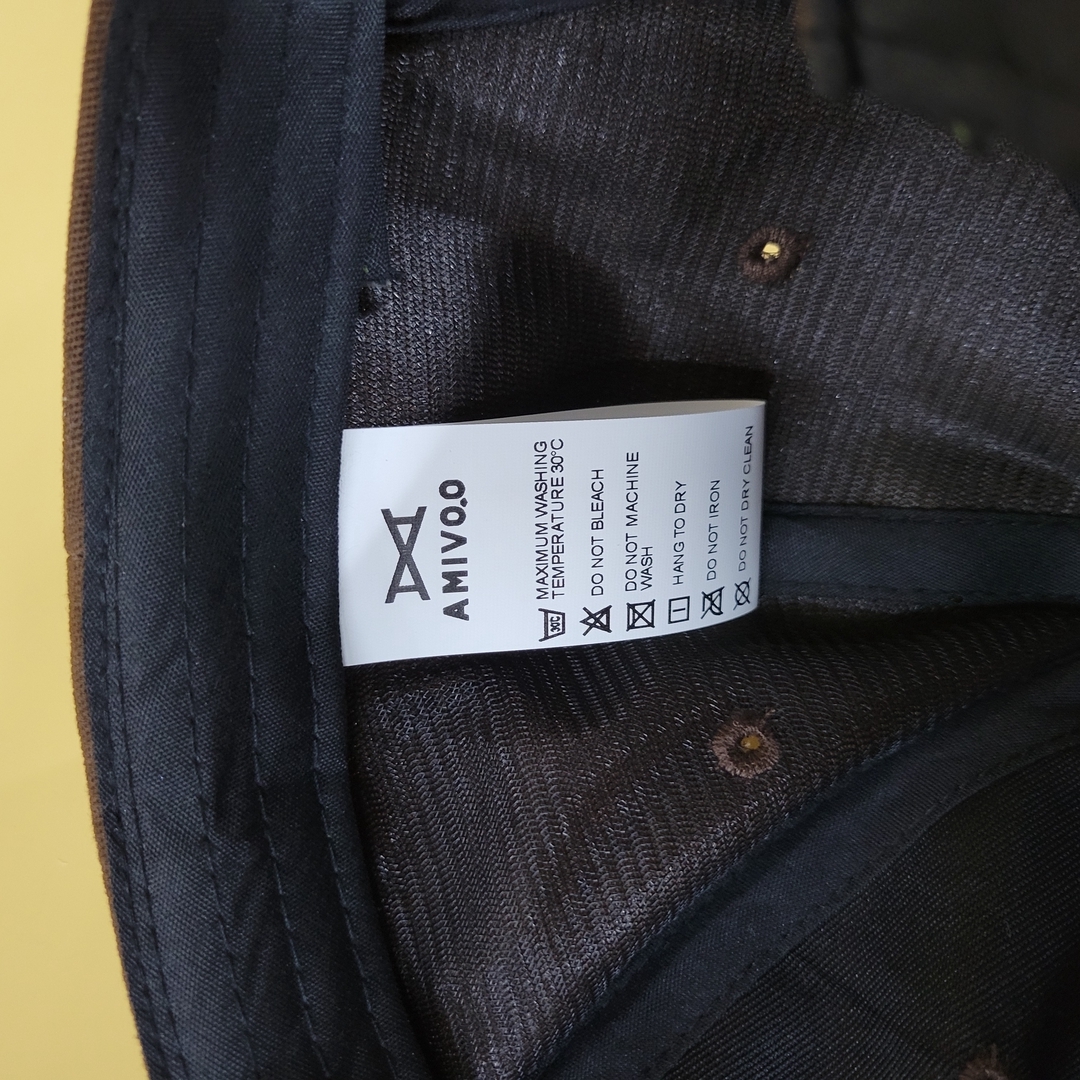 AMIVO.O
30°C
MAXIMUM WASHING
TEMPERATURE 30°C
DO NOT BLEACH
DO NOT MACHINE
WASH
HANG TO DRY
DO NOT IRON
DO NOT DRY CLEAN